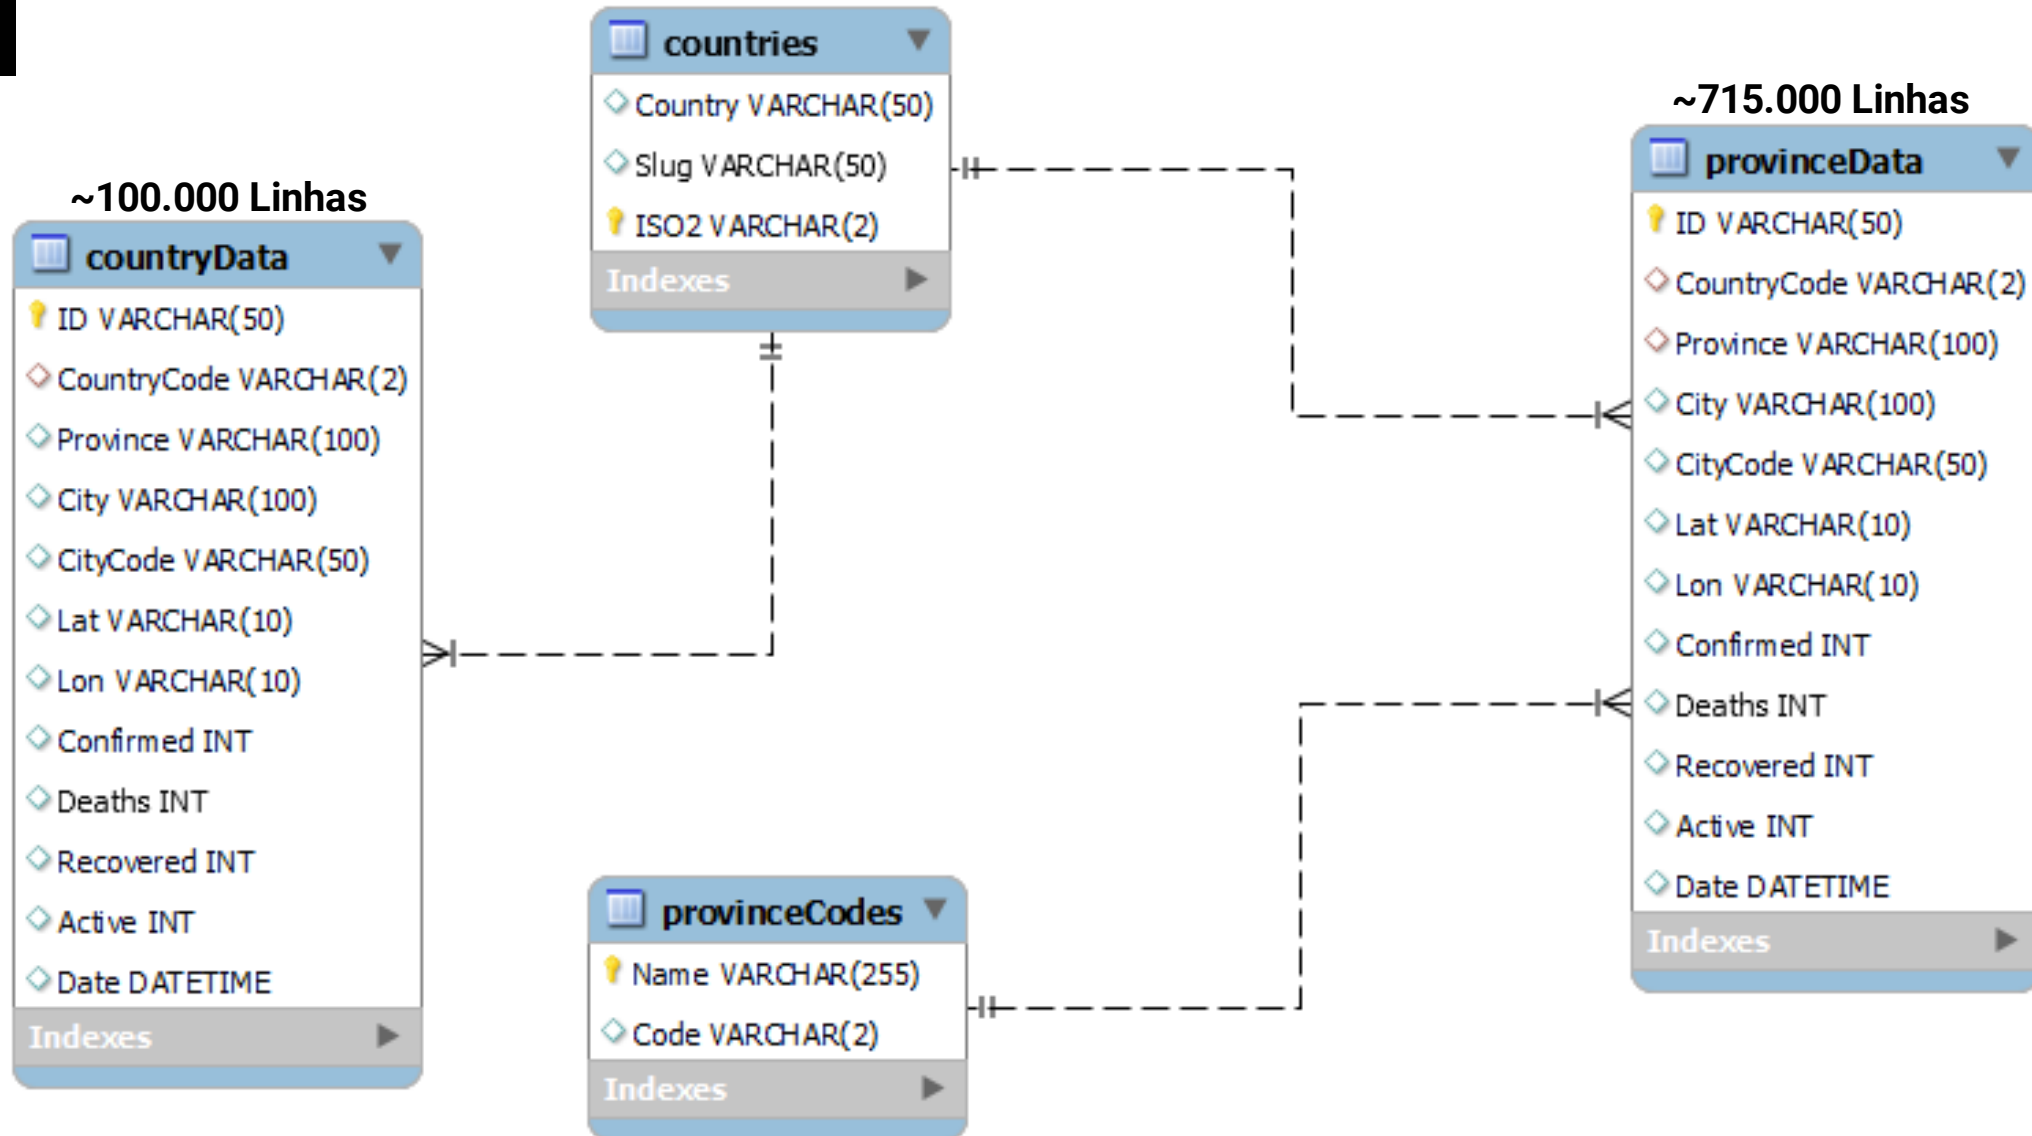 ~100.000 Linhas
countryData
ID VARCHAR(50)
CountryCode VARCHAR(2)
Province VARCHAR(100)
City VARCHAR(100)
CityCode VARCHAR(50)
Lat VARCHAR(10)
Lon VARCHAR(10)
Confirmed INT
Deaths INT
Recovered INT
Active INT
Date DATETIME
Indexes
countries
Country VARCHAR(50)
Slug VARCHAR(50)
ISO2 VARCHAR(2)
Indexes
provinceCodes
Name VARCHAR(255)
Code VARCHAR(2)
Indexes
~715.000 Linhas
provinceData
ID VARCHAR(50)
CountryCode VARCHAR(2)
Province VARCHAR(100)
City VARCHAR(100)
CityCode VARCHAR(50)
Lat VARCHAR(10)
Lon VARCHAR(10)
Confirmed INT
Deaths INT
Recovered INT
Active INT
Date DATETIME
Indexes